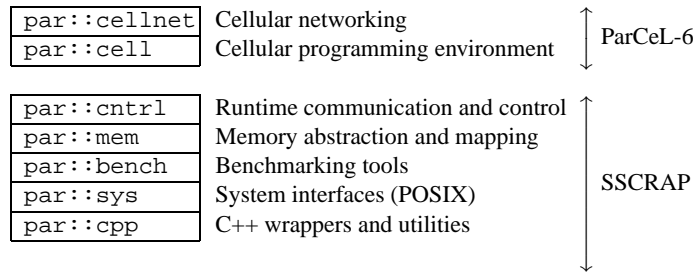 par::cellnet Cellular networking
par::cell Cellular programming environment
ParCeL-6
par::cntrl Runtime communication and control
par::mem Memory abstraction and mapping
par::bench Benchmarking tools
par::sys System interfaces (POSIX)
par::cpp C++ wrappers and utilities
SSCRAP